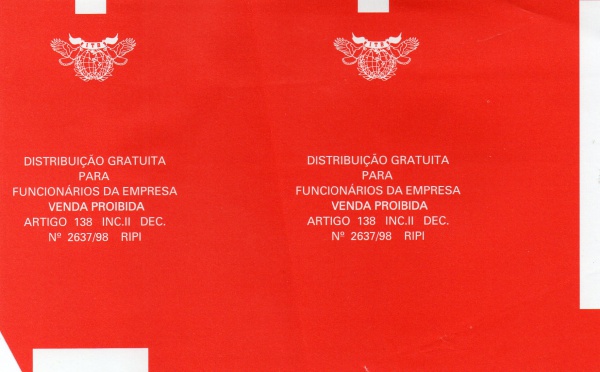 DISTRIBUIÇÃO GRATUITA
PARA
FUNCIONÁRIOS DA EMPRESA
VENDA PROIBIDA
ARTIGO 138 INC.II DEC.
Nº 2637/98 RIPI
DISTRIBUIÇÃO GRATUITA
PARA
FUNCIONÁRIOS DA EMPRESA
VENDA PROIBIDA
ARTIGO 138 INC.II DEC.
Nº 2637/98 RIPI